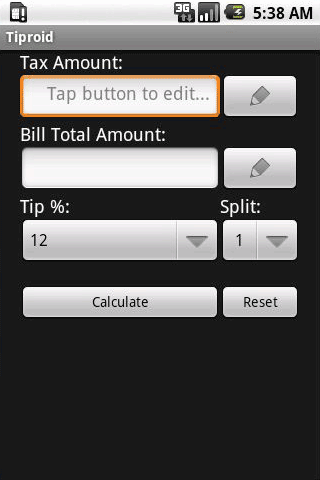 3G 5:38 AM
Tiproid
Tax Amount:
Tap button to edit...
Bill Total Amount:
Tip %: Split:
12 1
Calculate Reset